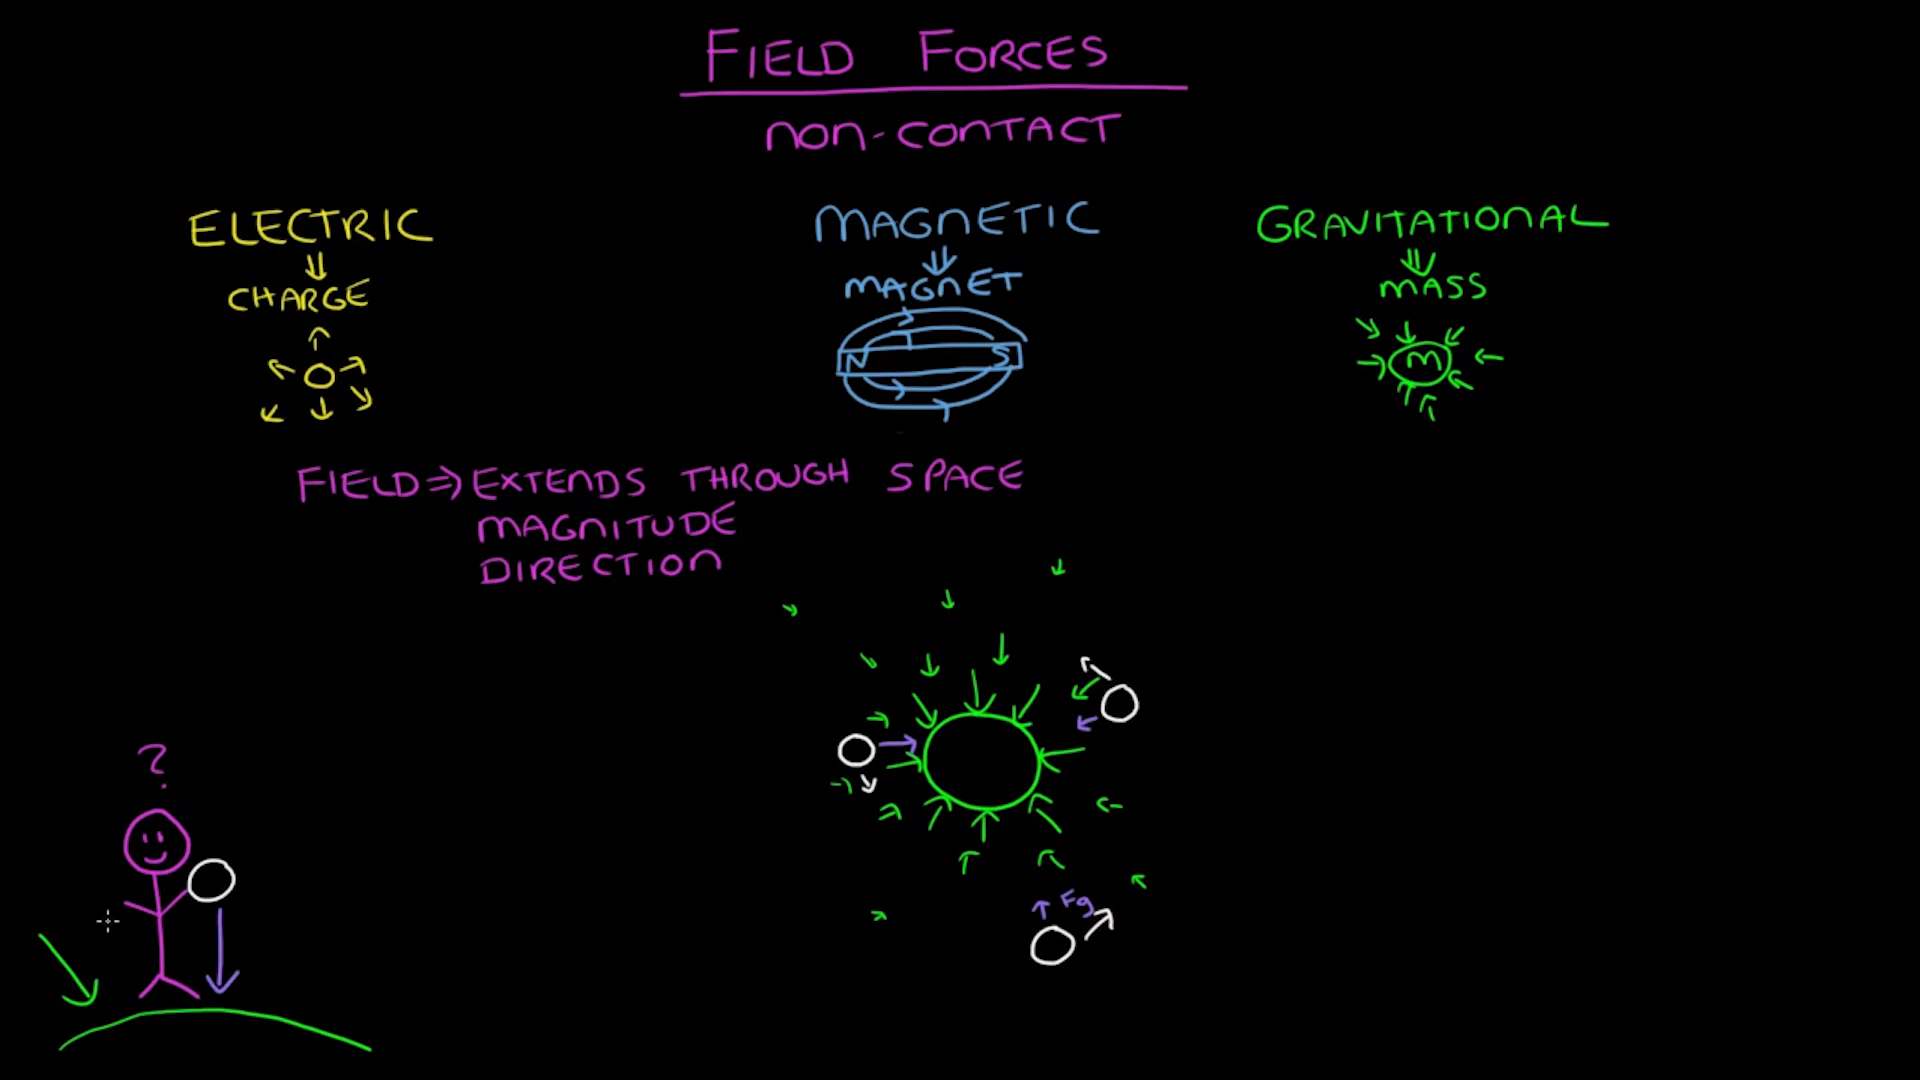 FIELD FORCES
NON-CONTACT
ELECTRIC
MAGNETIC
GRAVITATIONAL
CHARGE
MAGNET
MASS
N S
M
FIELD ⇒ EXTENDS THROUGH SPACE
MAGNITUDE
DIRECTION
?
Fg